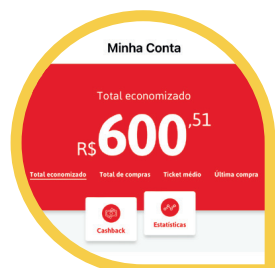 Minha Conta
Total economizado
R$ 600,51
Total economizado Total de compras Ticket médio Última compra
Cashback Estatísticas